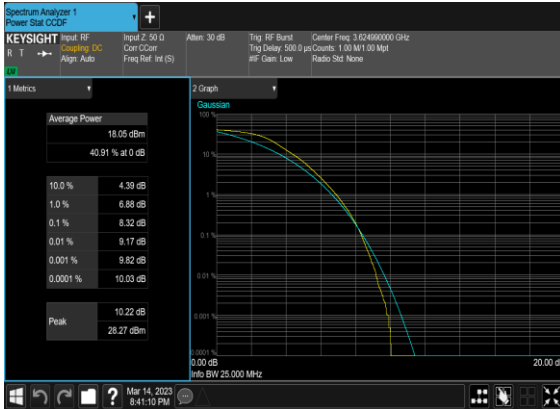 Spectrum Analyzer 1
Power Stat CCDF
+
KEYSIGHT Input: RF Input Z: 50 Ω Atten: 30 dB Trig: RF Burst Center Freq: 3.624990000 GHz
R T Coupling: DC Corr CCorr Trig Delay: 500.0 µs Counts: 1.00 M/1.00 Mpt
Align: Auto Freq Ref: Int (S) #IF Gain: Low Radio Std: None
1 Metrics
2 Graph
Average Power
18.05 dBm
40.91 % at 0 dB
10.0 % 4.39 dB
1.0 % 6.88 dB
0.1 % 8.32 dB
0.01 % 9.17 dB
0.001 % 9.82 dB
0.0001 % 10.03 dB
Peak
10.22 dB
28.27 dBm
Gaussian
100 %
10 %
1 %
0.1 %
0.01 %
0.001 %
0.0001 %
0.00 dB 20.00 d
Info BW 25.000 MHz
? Mar 14, 2023
8:41:10 PM